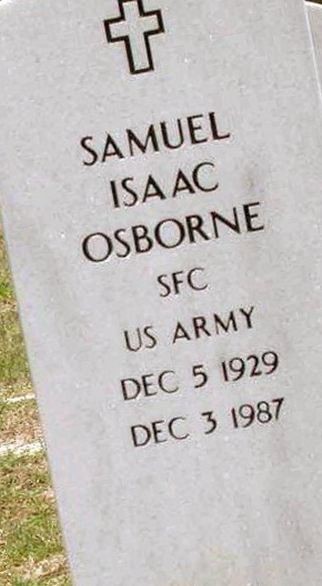 SAMUEL
ISAAC
OSBORNE
SFC
US ARMY
DEC 5 1929
DEC 3 1987